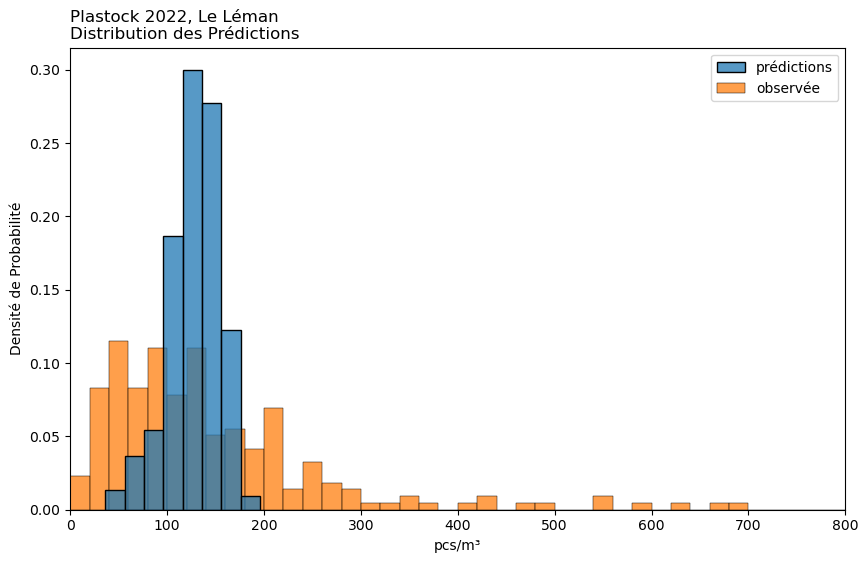 Plastock 2022, Le Léman
Distribution des Prédictions
prédictions
observée
Densité de Probabilité
0.30
0.25
0.20
0.15
0.10
0.05
0.00
0 100 200 300 400 500 600 700 800
pcs/m³